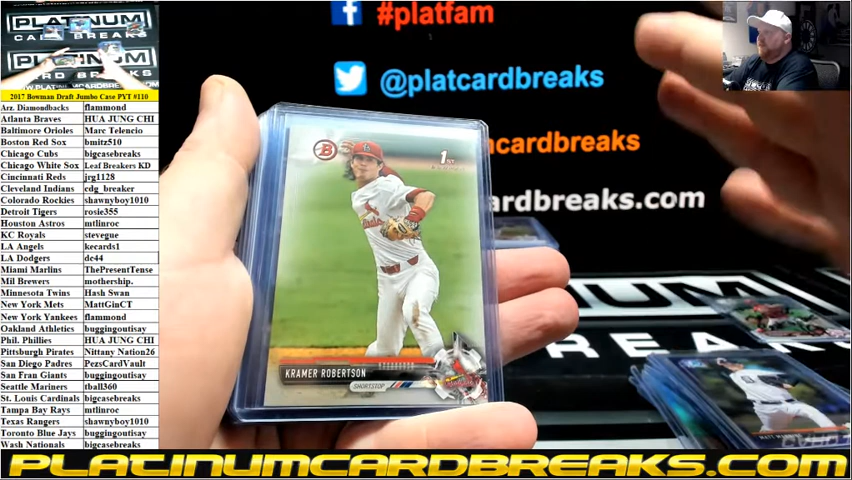 PLATINUM
CARD BREAKS
WWW.PLATINUMCARDBREAKS.COM
2017 Bowman Draft Jumbo Case PYT #110
Arz. Diamondbacks flammond
Atlanta Braves HUA JUNG CHI
Baltimore Orioles Marc Telencio
Boston Red Sox bmitz510
Chicago Cubs bigcasebreaks
Chicago White Sox Leaf Breakers KD
Cincinnati Reds jrg1128
Cleveland Indians cdg_breaker
Colorado Rockies shawnyboy1010
Detroit Tigers rosie355
Houston Astros mtlinroc
KC Royals stevegue
LA Angels kecards1
LA Dodgers dc44
Miami Marlins ThePresentTense
Mil Brewers mothership.
Minnesota Twins Hash Swan
New York Mets MattGinCT
New York Yankees flammond
Oakland Athletics buggingoutisay
Phil. Phillies HUA JUNG CHI
Pittsburgh Pirates Nittany Nation26
San Diego Padres PezsCardVault
San Fran Giants buggingoutisay
Seattle Mariners tball360
St. Louis Cardinals bigcasebreaks
Tampa Bay Rays mtlinroc
Texas Rangers shawnyboy1010
Toronto Blue Jays buggingoutisay
Wash Nationals bigcasebreaks
#platfam
@platcardbreaks
cardbreaks
rdbreaks.com
NUM
REAKS
B
1ST
KRAMER ROBERTSON
SHORTSTOP
PLATINUMCARDBREAKS.COM